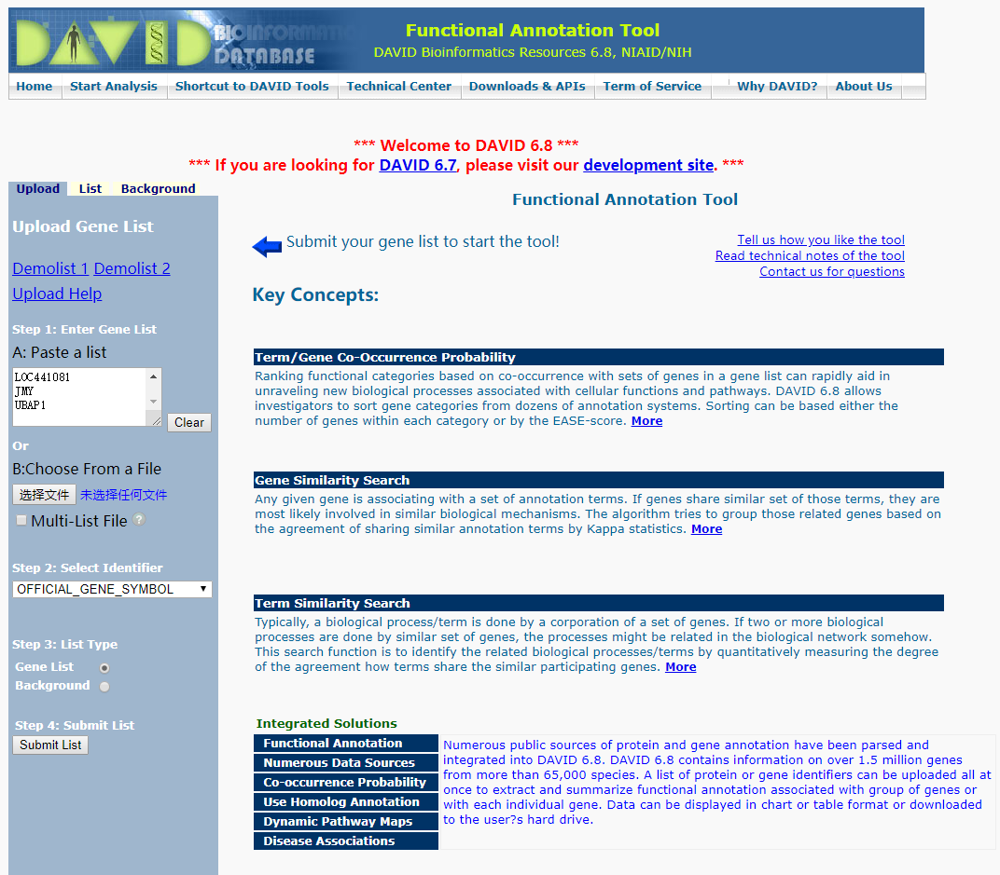 DAVID BIOINFORMATICS DATABASE
Functional Annotation Tool
DAVID Bioinformatics Resources 6.8, NIAID/NIH
Home Start Analysis Shortcut to DAVID Tools Technical Center Downloads & APIs Term of Service Why DAVID? About Us
*** Welcome to DAVID 6.8 ***
*** If you are looking for DAVID 6.7, please visit our development site. ***
Upload List Background
Upload Gene List
Demolist 1 Demolist 2
Upload Help
Step 1: Enter Gene List
A: Paste a list
LOC441081
JMY
UBAP1
Clear
Or
B:Choose From a File
选择文件 未选择任何文件
Multi-List File ?
Step 2: Select Identifier
OFFICIAL_GENE_SYMBOL
Step 3: List Type
Gene List
Background
Step 4: Submit List
Submit List
Functional Annotation Tool
Submit your gene list to start the tool!
Tell us how you like the tool
Read technical notes of the tool
Contact us for questions
Key Concepts:
Term/Gene Co-Occurrence Probability
Ranking functional categories based on co-occurrence with sets of genes in a gene list can rapidly aid in
unraveling new biological processes associated with cellular functions and pathways. DAVID 6.8 allows
investigators to sort gene categories from dozens of annotation systems. Sorting can be based either the
number of genes within each category or by the EASE-score. More
Gene Similarity Search
Any given gene is associating with a set of annotation terms. If genes share similar set of those terms, they are
most likely involved in similar biological mechanisms. The algorithm tries to group those related genes based on
the agreement of sharing similar annotation terms by Kappa statistics. More
Term Similarity Search
Typically, a biological process/term is done by a corporation of a set of genes. If two or more biological
processes are done by similar set of genes, the processes might be related in the biological network somehow.
This search function is to identify the related biological processes/terms by quantitatively measuring the degree
of the agreement how terms share the similar participating genes. More
Integrated Solutions
Functional Annotation
Numerous Data Sources
Co-occurrence Probability
Use Homolog Annotation
Dynamic Pathway Maps
Disease Associations
Numerous public sources of protein and gene annotation have been parsed and
integrated into DAVID 6.8. DAVID 6.8 contains information on over 1.5 million genes
from more than 65,000 species. A list of protein or gene identifiers can be uploaded all at
once to extract and summarize functional annotation associated with group of genes or
with each individual gene. Data can be displayed in chart or table format or downloaded
to the user?s hard drive.